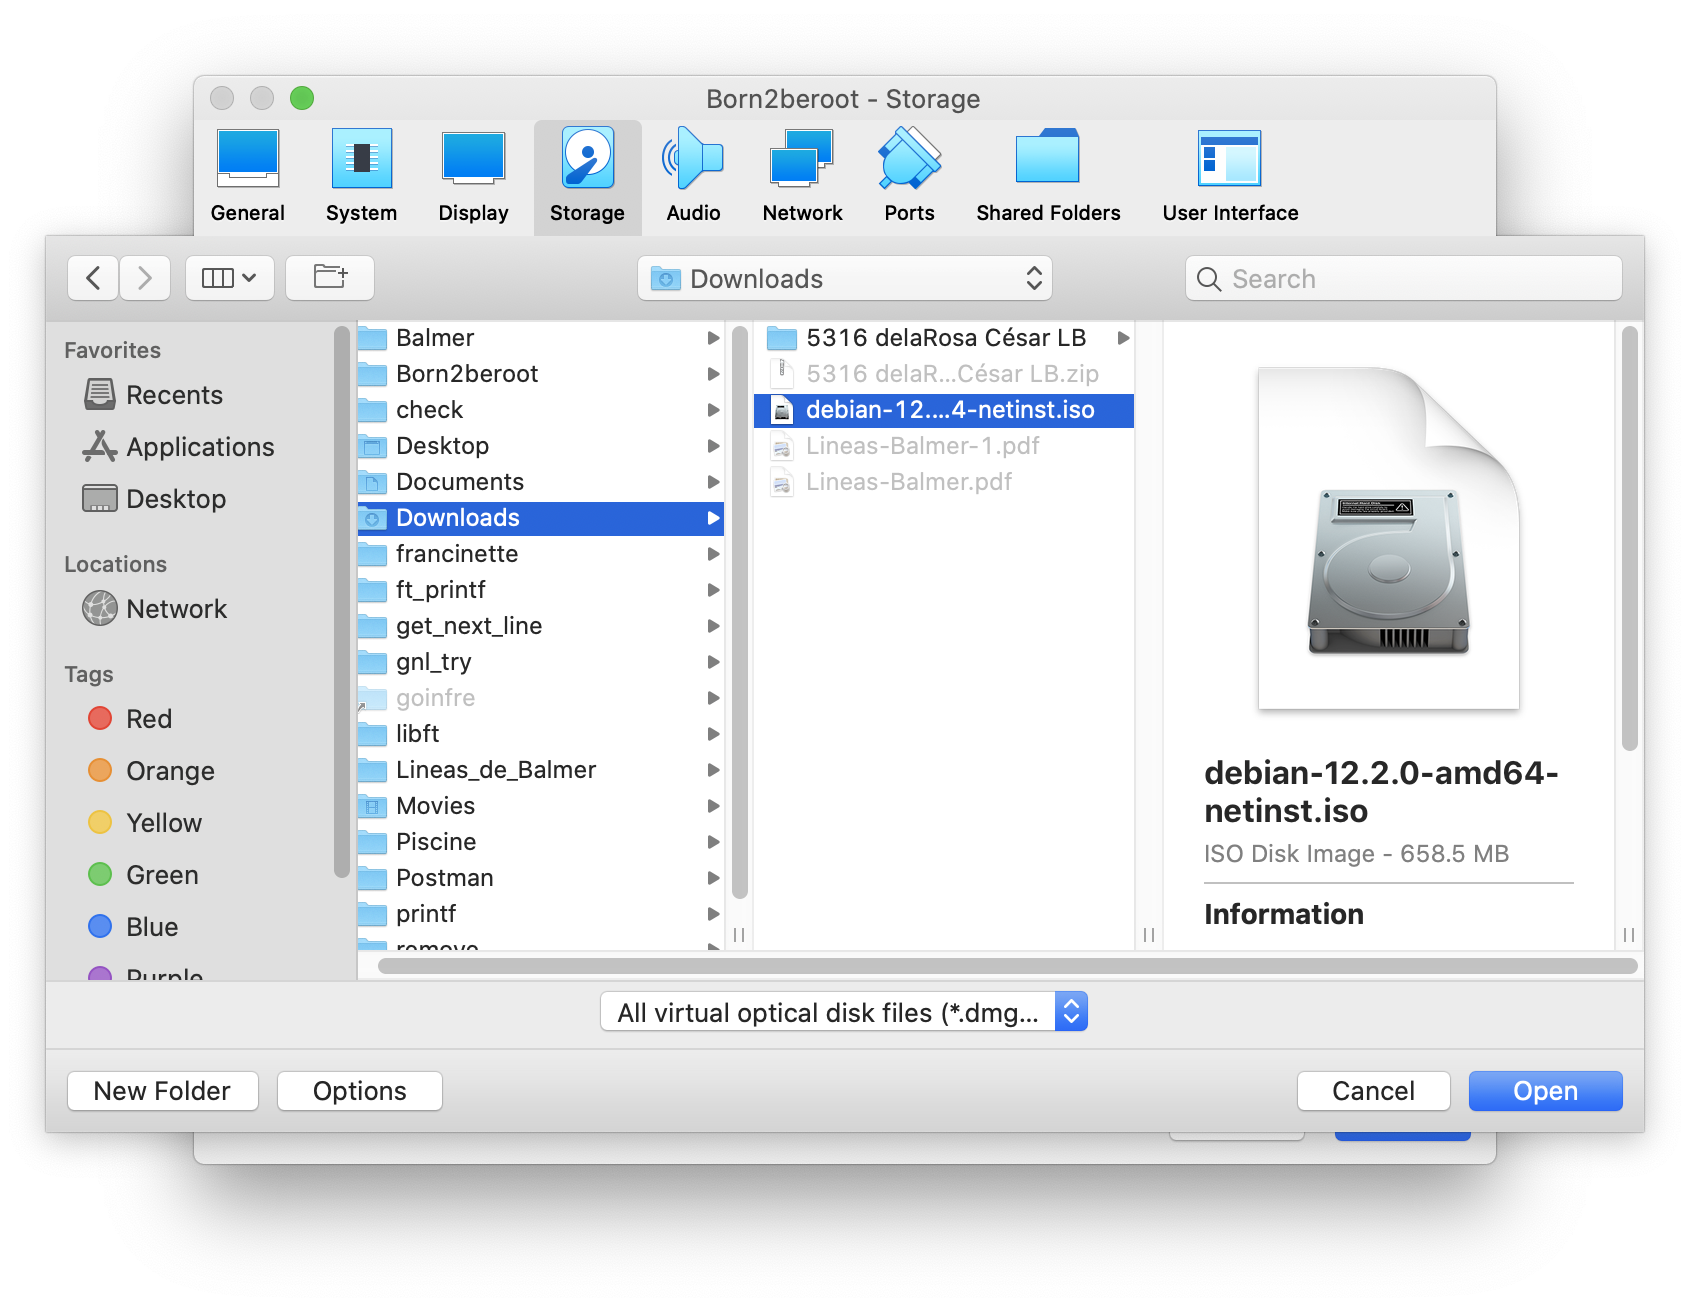 Born2beroot - Storage
General System Display Storage Audio Network Ports Shared Folders User Interface
Downloads
Search
Favorites
Recents
Applications
Desktop
Locations
Network
Tags
Red
Orange
Yellow
Green
Blue
Purple
Balmer
Born2beroot
check
Desktop
Documents
Downloads
francinette
ft_printf
get_next_line
gnl_try
goinfre
libft
Lineas_de_Balmer
Movies
Piscine
Postman
printf
remove
5316 delaRosa César LB
5316 delaR...César LB.zip
debian-12....4-netinst.iso
Lineas-Balmer-1.pdf
Lineas-Balmer.pdf
debian-12.2.0-amd64-
netinst.iso
ISO Disk Image - 658.5 MB
Information
All virtual optical disk files (*.dmg...
New Folder Options Cancel Open